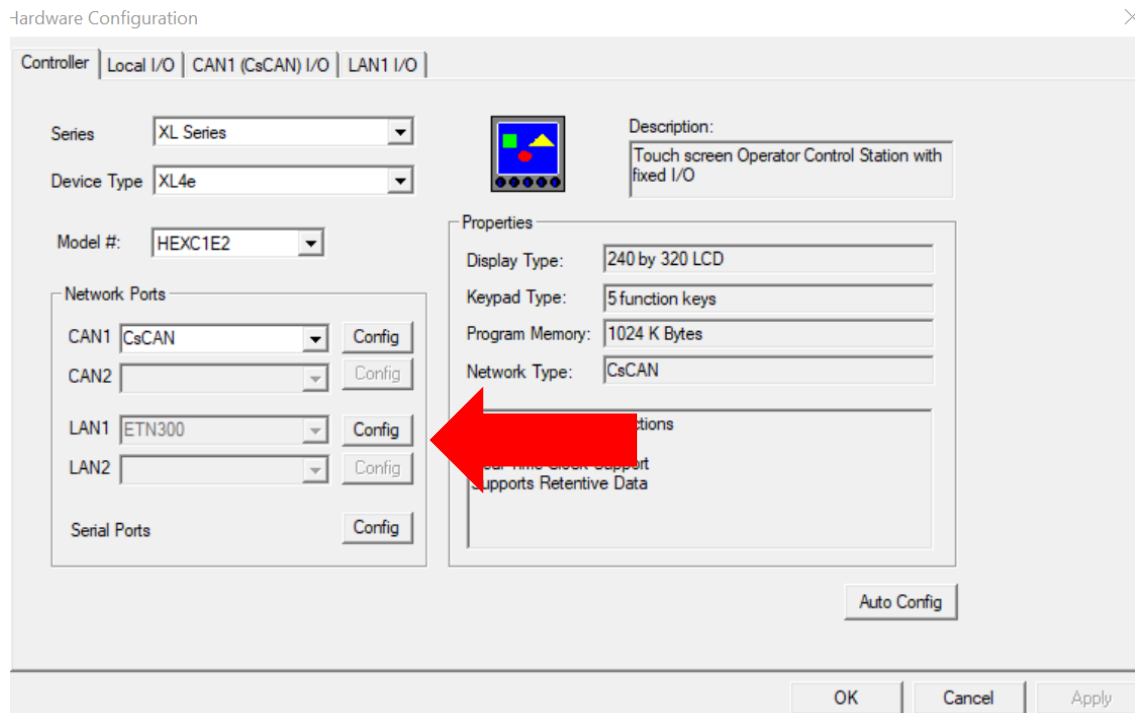 Hardware Configuration
Controller
Local I/O
CAN1 (CsCAN) I/O
LAN1 I/O
Series
XL Series
Device Type
XL4e
Model #:
HEXC1E2
Description:
Touch screen Operator Control Station with
fixed I/O
Network Ports
CAN1
CsCAN
Config
CAN2
Config
LAN1
ETN300
Config
LAN2
Config
Serial Ports
Config
Properties
Display Type:
240 by 320 LCD
Keypad Type:
5 function keys
Program Memory:
1024 K Bytes
Network Type:
CsCAN
Time Clock Support
Supports Retentive Data
Auto Config
OK
Cancel
Apply